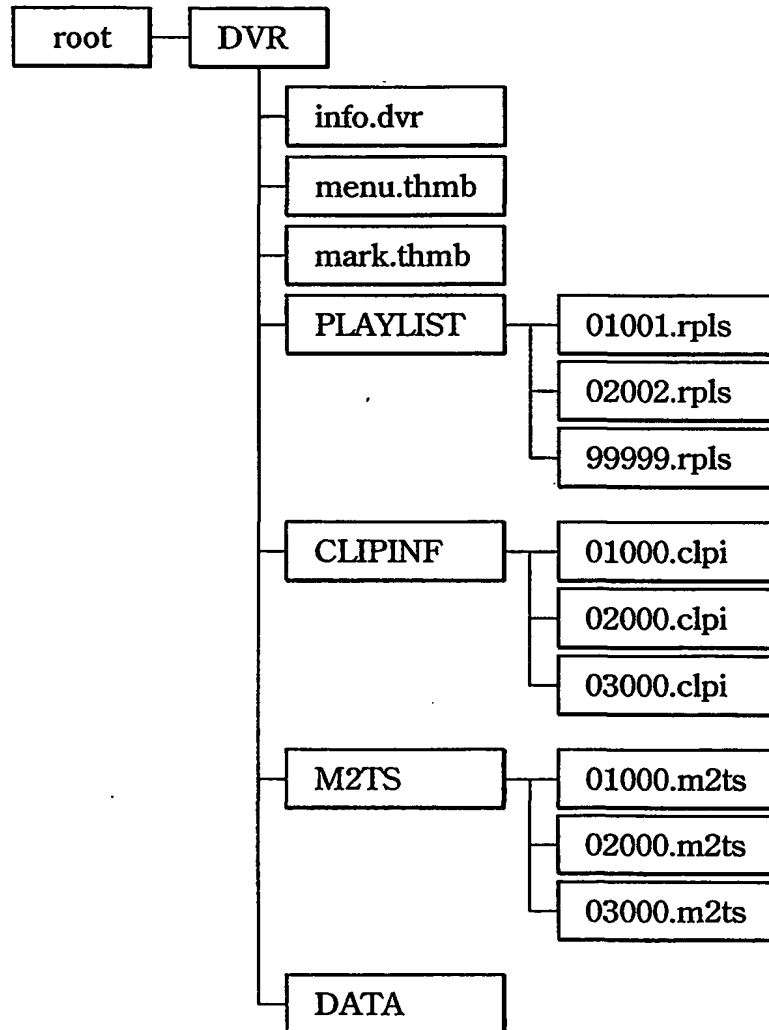 root
DVR
info.dvr
menu.thmb
mark.thmb
PLAYLIST
01001.rpls
02002.rpls
99999.rpls
CLIPINF
01000.clpi
02000.clpi
03000.clpi
M2TS
01000.m2ts
02000.m2ts
03000.m2ts
DATA